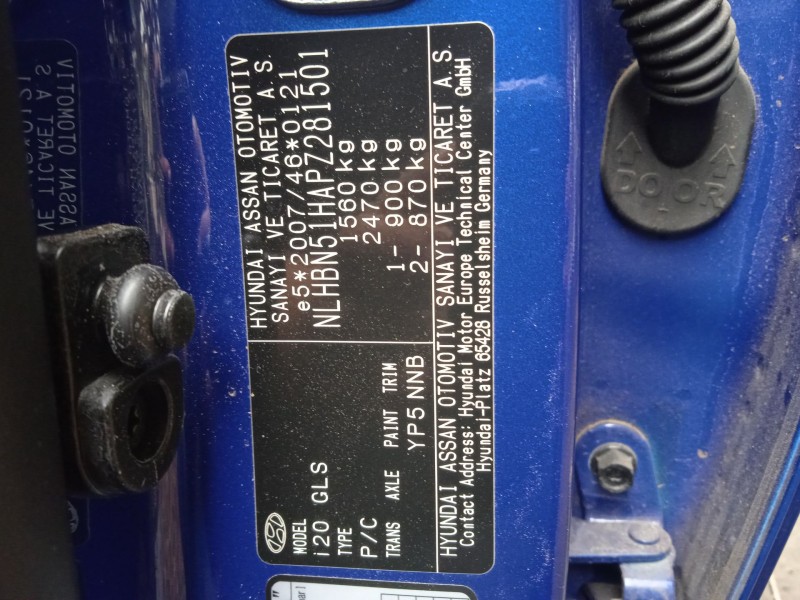 HYUNDAI ASSAN OTOMOTIV
SANAYI VE TICARET A. S.
e5*2007/46*0121
NLHBN51HAPZ281501
1560 kg
2470 kg
1- 900 kg
2- 870 kg
MODEL
i20 GLS
TYPE
P/C
TRANS AXLE PAINT TRIM
YP5 NNB
HYUNDAI ASSAN OTOMOTIV SANAYI VE TICARET A. S.
Contact Address: Hyundai Motor Europe Technical Center GmbH
Hyundai-Platz 65428 Russelsheim Germany
DOOR